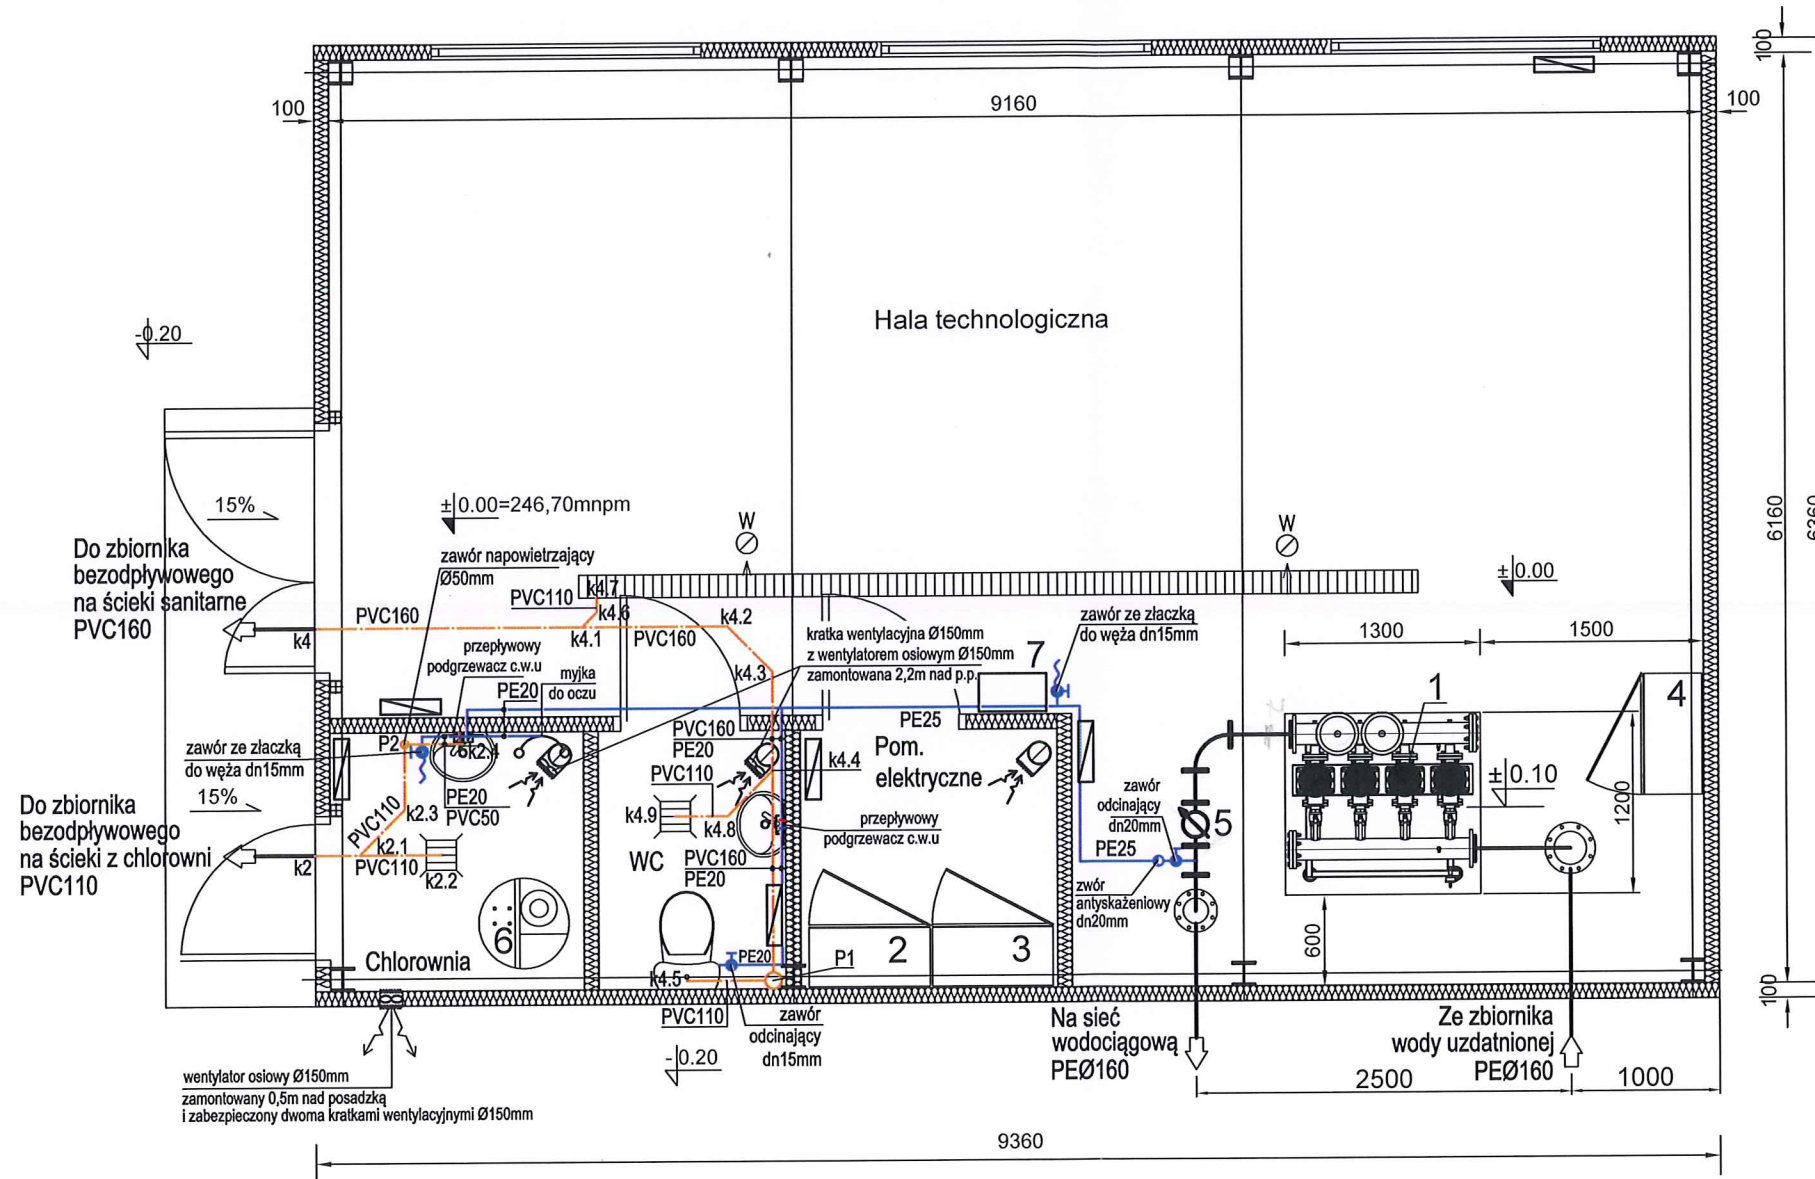 100
9160
100
100
Hala technologiczna
-0.20
15%
±0.00=246,70mnpm
W
W
6160
6360
±0.00
Do zbiornika
bezodpływowego
na ścieki sanitarne
PVC160
zawór napowietrzający
Ø50mm
k4
PVC160
PVC110
k4.7
k4.6
k4.1
PVC160
k4.2
k4.3
przepływowy
podgrzewacz c.w.u
PE20
myjka
do oczu
kratka wentylacyjna Ø150mm
z wentylatorem osiowym Ø150mm
zamontowana 2,2m nad p.p.
7
zawór ze złaczką
do węża dn15mm
1300
1500
1
4
PE25
zawór ze złaczką
do węża dn15mm
P2
k2.4
PVC160
PE20
PVC110
k4.4
Pom.
elektryczne
±0.10
1200
15%
Do zbiornika
bezodpływowego
na ścieki z chlorowni
PVC110
k2
PVC110
k2.3
PE20
PVC50
k2.1
PVC110
k2.2
k4.9
k4.8
WC
PVC160
PE20
przepływowy
podgrzewacz c.w.u
zawór
odcinający
dn20mm
5
PE25
zwór
antyskażeniowy
dn20mm
6
Chlorownia
2
3
600
k4.5
PE20
P1
PVC110
zawór
odcinający
dn15mm
-0.20
Na sieć
wodociągową
PEØ160
Ze zbiornika
wody uzdatnionej
PEØ160
100
2500
1000
wentylator osiowy Ø150mm
zamontowany 0,5m nad posadzką
i zabezpieczony dwoma kratkami wentylacyjnymi Ø150mm
9360